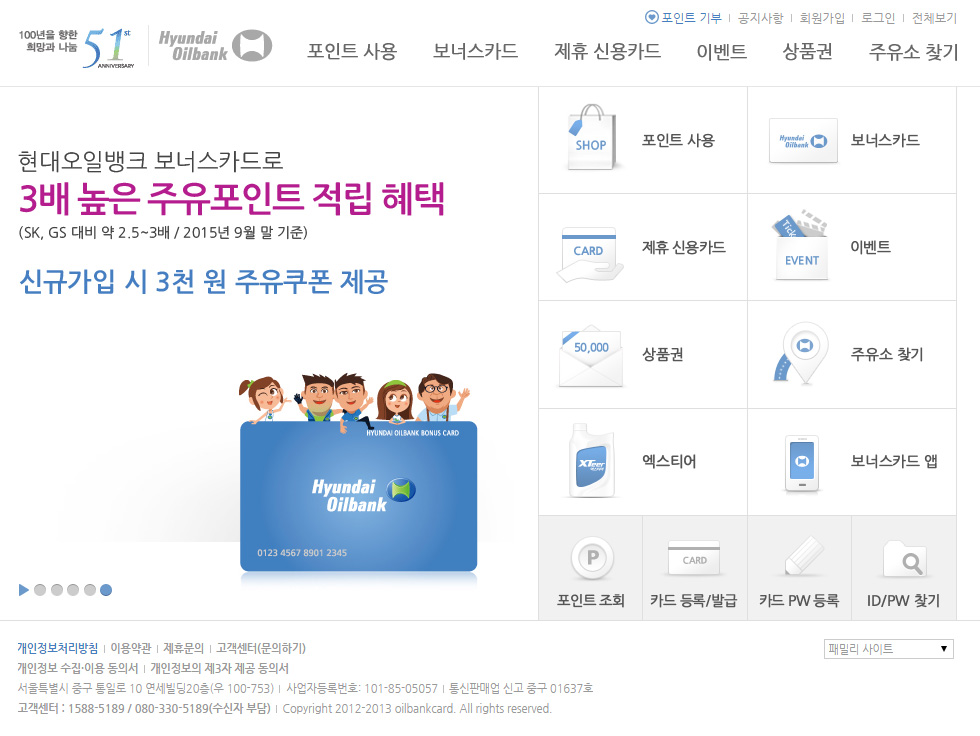 포인트 기부 | 공지사항 | 회원가입 | 로그인 | 전체보기
100년을 향한
희망과 나눔
51st
ANNIVERSARY
Hyundai
Oilbank
포인트 사용 보너스카드 제휴 신용카드 이벤트 상품권 주유소 찾기
현대오일뱅크 보너스카드로
3배 높은 주유포인트 적립 혜택
(SK, GS 대비 약 2.5~3배 / 2015년 9월 말 기준)
신규가입 시 3천 원 주유쿠폰 제공
HYUNDAI OILBANK BONUS CARD
Hyundai
Oilbank
0123 4567 8901 2345
SHOP
포인트 사용
Hyundai
Oilbank
보너스카드
CARD
제휴 신용카드
Ticket
EVENT
이벤트
50,000
상품권
주유소 찾기
XTeer
엑스티어
보너스카드 앱
P
포인트 조회
CARD
카드 등록/발급
카드 PW 등록
ID/PW 찾기
개인정보처리방침 | 이용약관 | 제휴문의 | 고객센터(문의하기)
개인정보 수집·이용 동의서 | 개인정보의 제3자 제공 동의서
서울특별시 중구 통일로 10 연세빌딩20층(우 100-753) | 사업자등록번호: 101-85-05057 | 통신판매업 신고 중구 01637호
고객센터 : 1588-5189 / 080-330-5189(수신자 부담) | Copyright 2012-2013 oilbankcard. All rights reserved.
패밀리 사이트